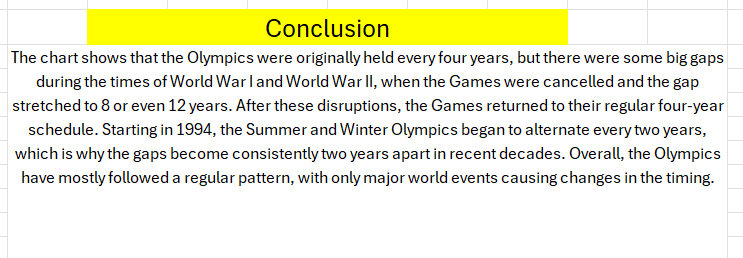 Conclusion
The chart shows that the Olympics were originally held every four years, but there were some big gaps
during the times of World War I and World War II, when the Games were cancelled and the gap
stretched to 8 or even 12 years. After these disruptions, the Games returned to their regular four-year
schedule. Starting in 1994, the Summer and Winter Olympics began to alternate every two years,
which is why the gaps become consistently two years apart in recent decades. Overall, the Olympics
have mostly followed a regular pattern, with only major world events causing changes in the timing.